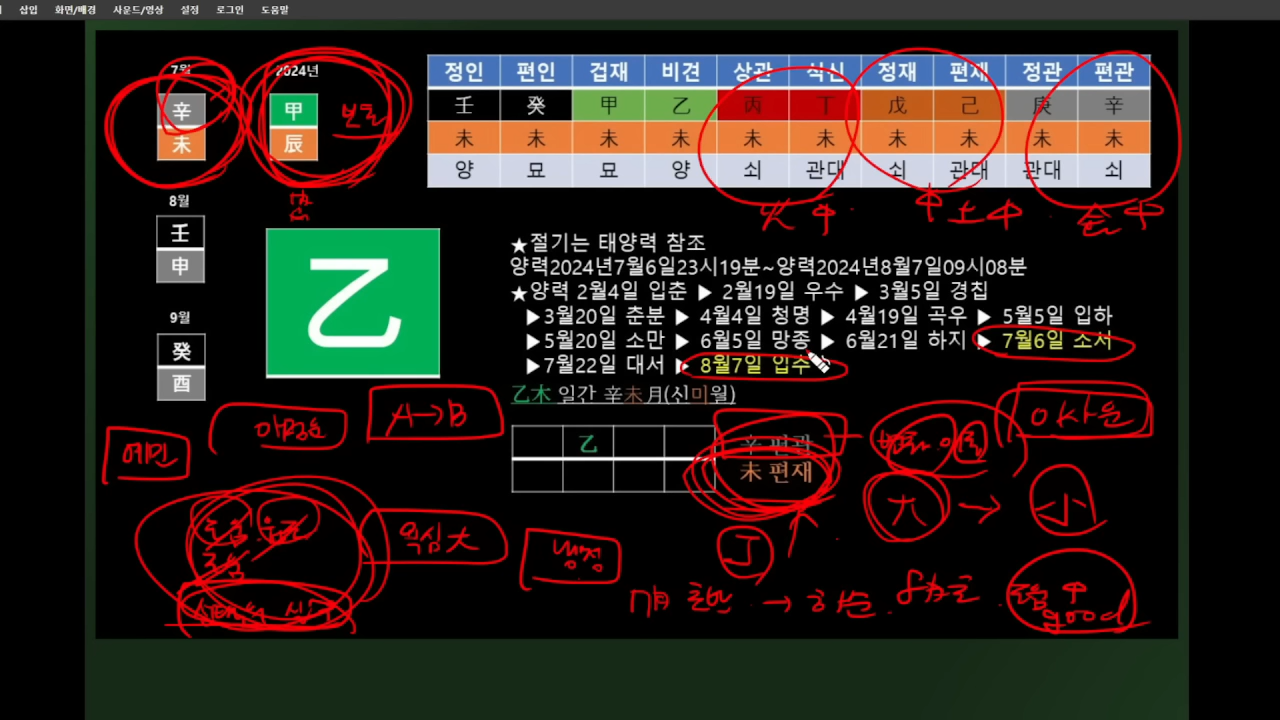 삽입 화면/배경 사운드/영상 설정 로그인 도움말
7월 2024년
辛 甲
未 辰
8월
壬
申
9월
癸
酉
乙
정인 편인 겁재 비견 상관 식신 정재 편재 정관 편관
壬 癸 甲 乙 丙 丁 戊 己 庚 辛
未 未 未 未 未 未 未 未 未 未
양 묘 묘 양 쇠 관대 쇠 관대 관대 쇠
★절기는 태양력 참조
양력2024년7월6일23시19분~양력2024년8월7일09시08분
★양력 2월4일 입춘 ▶ 2월19일 우수 ▶ 3월5일 경칩
▶3월20일 춘분 ▶ 4월4일 청명 ▶ 4월19일 곡우 ▶ 5월5일 입하
▶5월20일 소만 ▶ 6월5일 망종 ▶ 6월21일 하지 ▶ 7월6일 소서
▶7월22일 대서 ▶ 8월7일 입추
乙木 일간 辛未月(신미월)
乙
辛 편관
未 편재
A→B
예민
이사운
大 → 小
욕심大
냉정
good